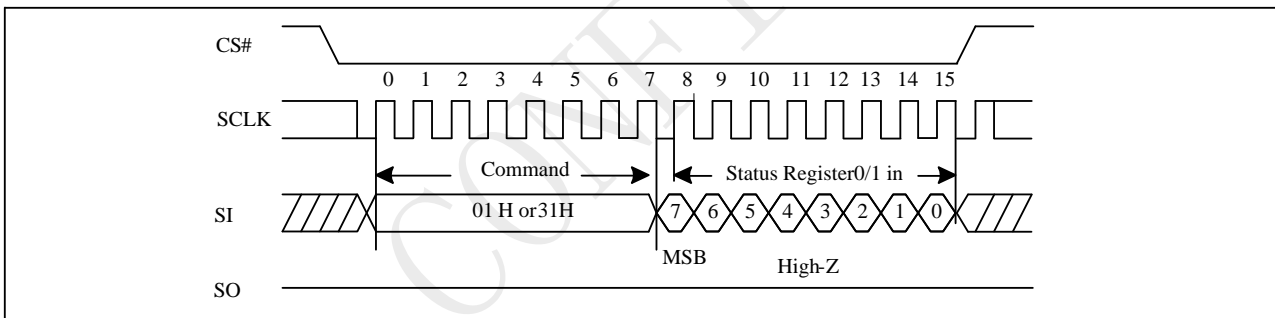 CS#
0 1 2 3 4 5 6 7 8 9 10 11 12 13 14 15
SCLK
Command Status Register0/1 in
SI 01 H or31H 7 6 5 4 3 2 1 0
MSB High-Z
SO